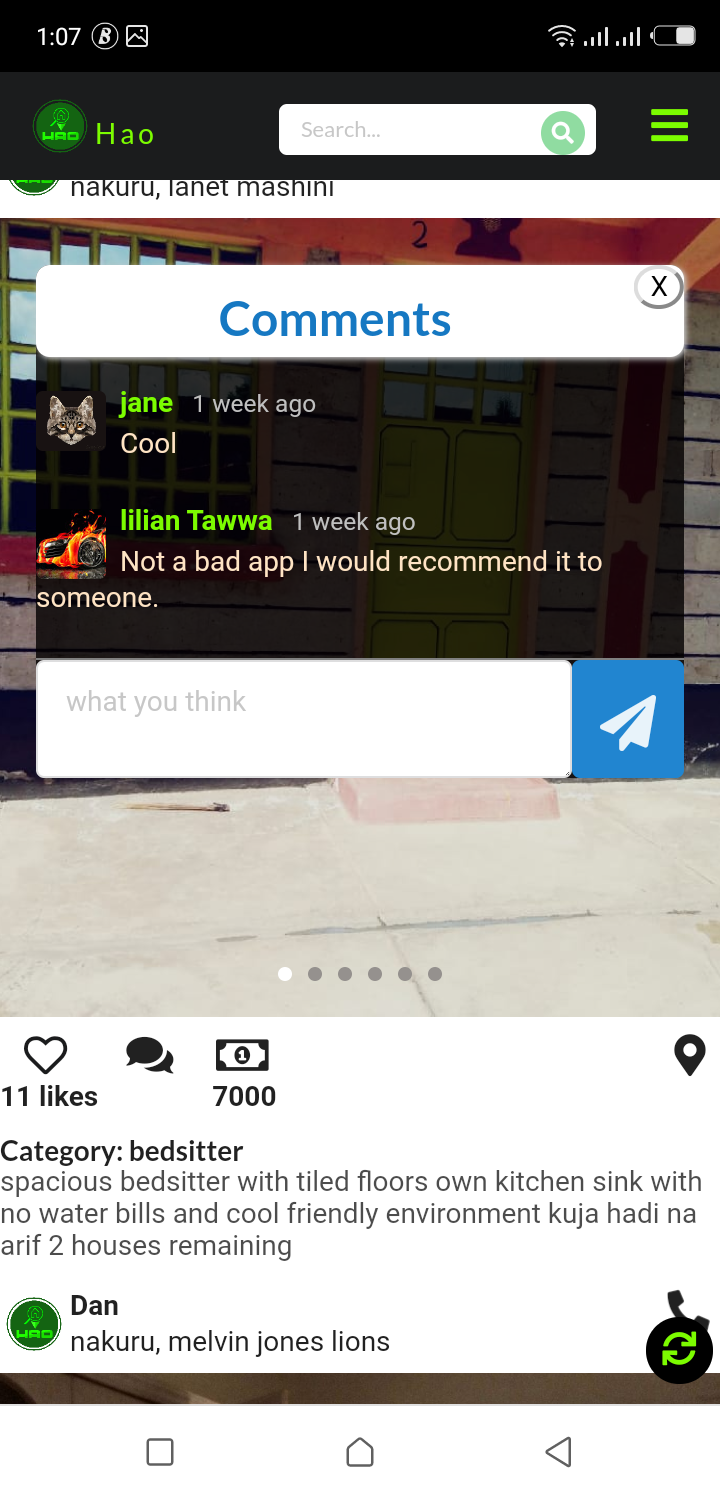 1:07
HAO Hao
Search...
nakuru, lanet mashini
2
Comments
X
jane 1 week ago
Cool
lilian Tawwa 1 week ago
Not a bad app I would recommend it to
someone.
what you think
11 likes
7000
Category: bedsitter
spacious bedsitter with tiled floors own kitchen sink with
no water bills and cool friendly environment kuja hadi na
arif 2 houses remaining
HAO Dan
nakuru, melvin jones lions